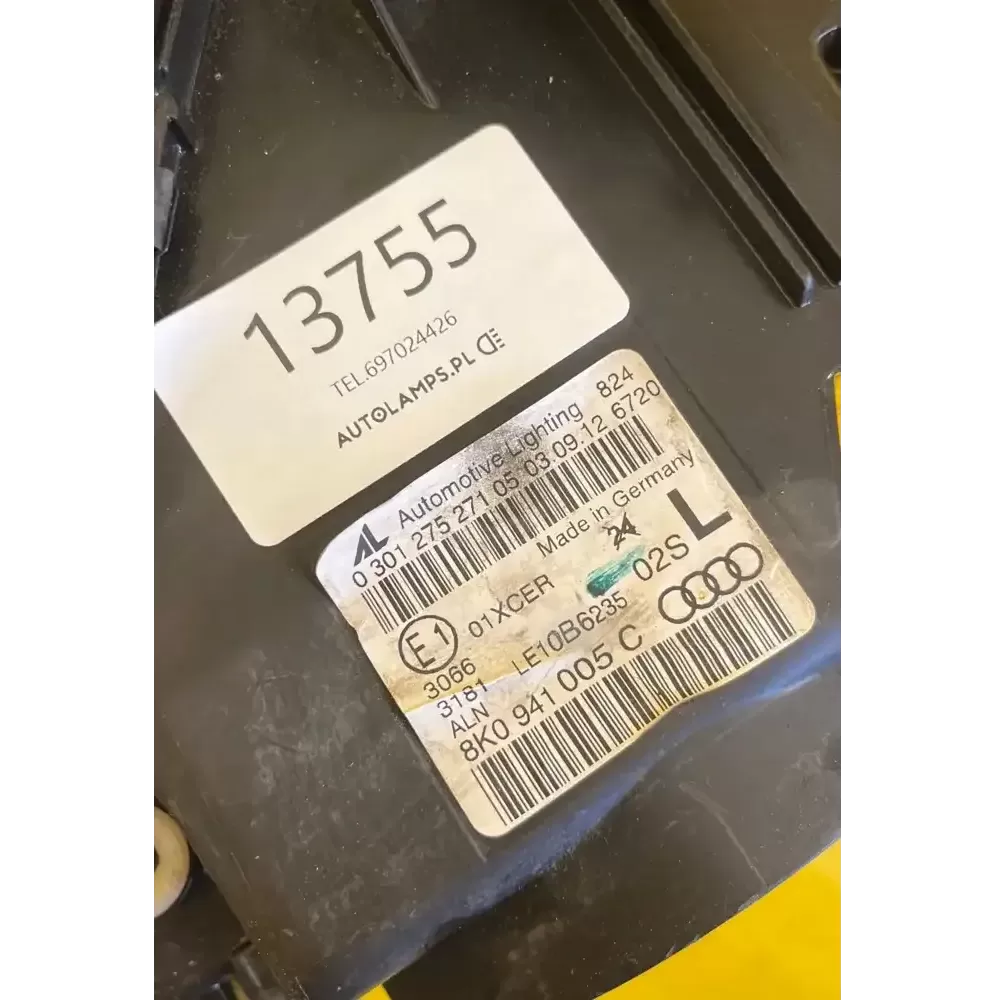 13755
TEL.697024426
AUTOLAMPS.PL
AL Automotive Lighting 824
0 301 275 271 05 03 09 12 6720
Made in Germany
E1 01XCER 02S L
3066
3181 LE10B6235
ALN
8K0 941 005 C